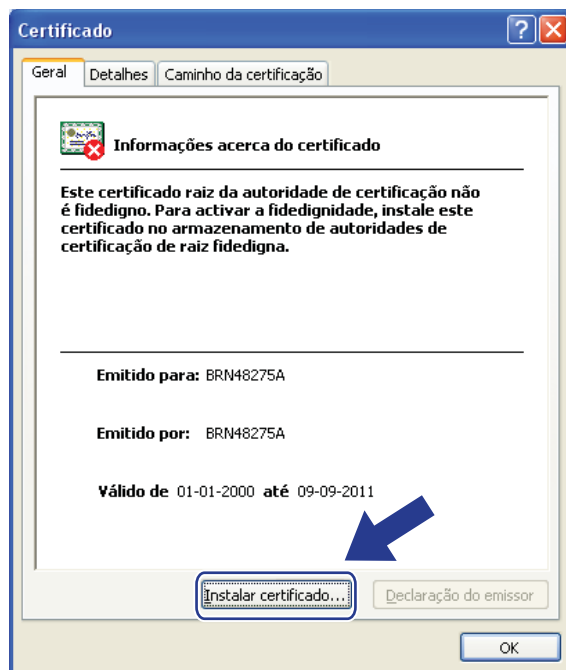 Certificado
Geral Detalhes Caminho da certificação
Informações acerca do certificado
Este certificado raiz da autoridade de certificação não
é fidedigno. Para activar a fidedignidade, instale este
certificado no armazenamento de autoridades de
certificação de raiz fidedigna.
Emitido para: BRN48275A
Emitido por: BRN48275A
Válido de 01-01-2000 até 09-09-2011
Instalar certificado... Declaração do emissor
OK